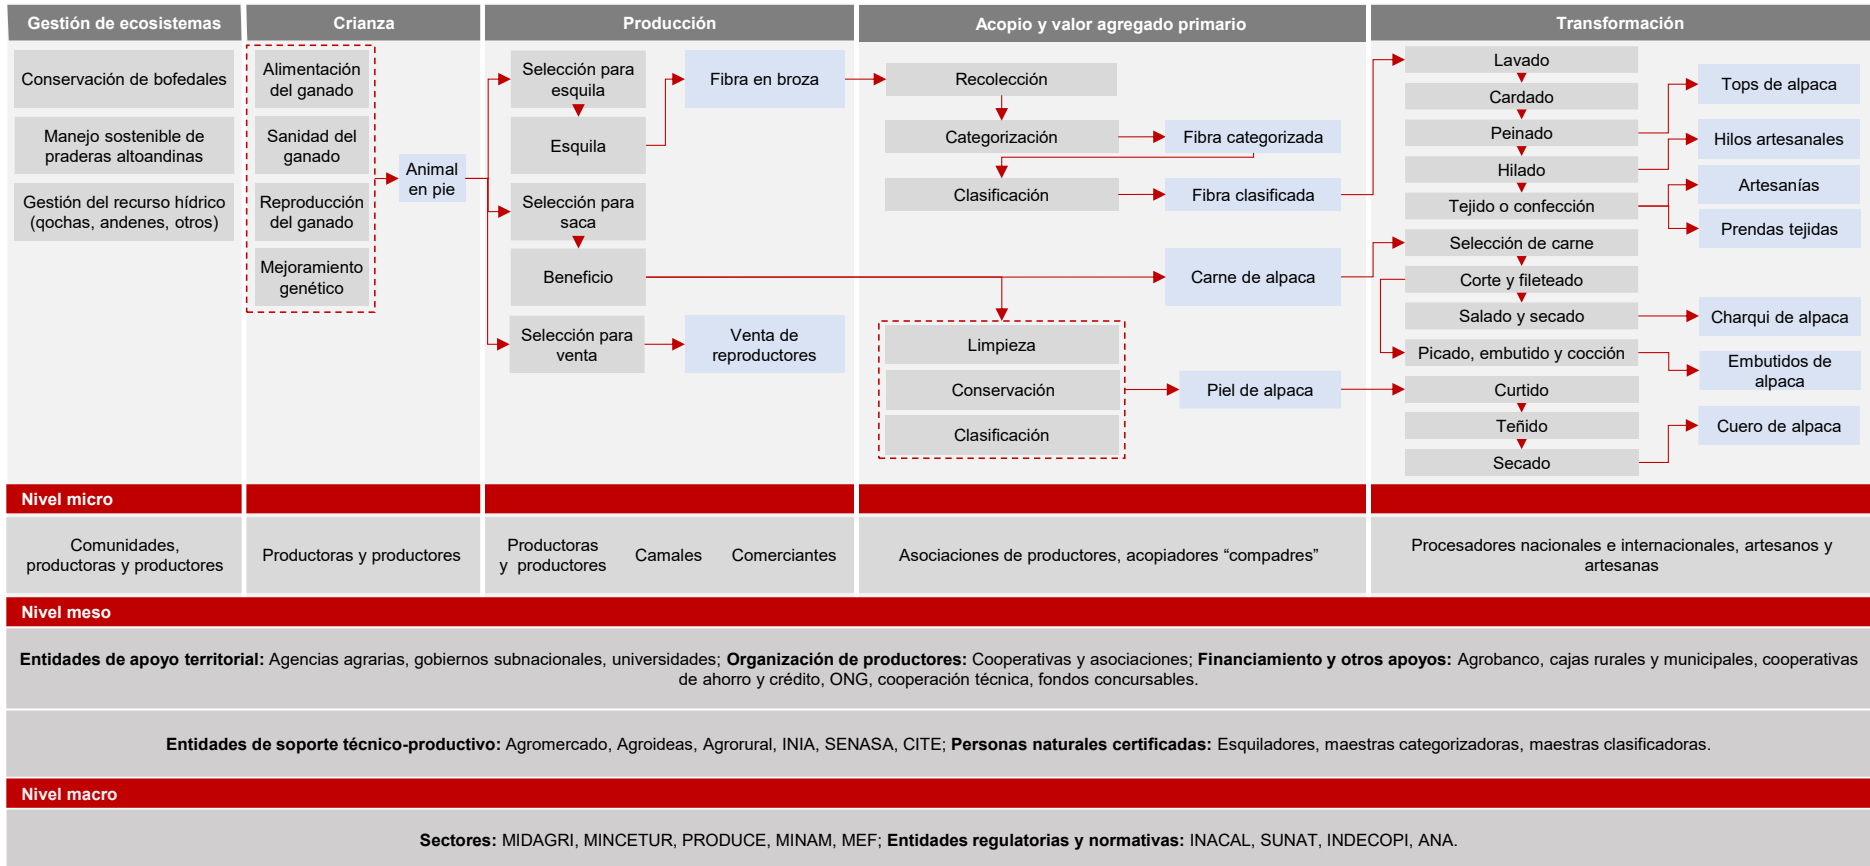 Gestión de ecosistemas
Crianza
Producción
Acopio y valor agregado primario
Transformación
Conservación de bofedales
Manejo sostenible de
praderas altoandinas
Gestión del recurso hídrico
(qochas, andenes, otros)
Alimentación
del ganado
Sanidad del
ganado
Reproducción
del ganado
Mejoramiento
genético
Animal
en pie
Selección para
esquila
Esquila
Selección para
saca
Beneficio
Selección para
venta
Fibra en broza
Venta de
reproductores
Recolección
Categorización
Clasificación
Fibra categorizada
Fibra clasificada
Carne de alpaca
Limpieza
Conservación
Clasificación
Piel de alpaca
Lavado
Cardado
Peinado
Hilado
Tejido o confección
Selección de carne
Corte y fileteado
Salado y secado
Picado, embutido y cocción
Curtido
Teñido
Secado
Tops de alpaca
Hilos artesanales
Artesanías
Prendas tejidas
Charqui de alpaca
Embutidos de
alpaca
Cuero de alpaca
Nivel micro
Comunidades,
productoras y productores
Productoras y productores
Productoras
y productores
Camales
Comerciantes
Asociaciones de productores, acopiadores “compadres”
Procesadores nacionales e internacionales, artesanos y
artesanas
Nivel meso
Entidades de apoyo territorial: Agencias agrarias, gobiernos subnacionales, universidades; Organización de productores: Cooperativas y asociaciones; Financiamiento y otros apoyos: Agrobanco, cajas rurales y municipales, cooperativas
de ahorro y crédito, ONG, cooperación técnica, fondos concursables.
Entidades de soporte técnico-productivo: Agromercado, Agroideas, Agrorural, INIA, SENASA, CITE; Personas naturales certificadas: Esquiladores, maestras categorizadoras, maestras clasificadoras.
Nivel macro
Sectores: MIDAGRI, MINCETUR, PRODUCE, MINAM, MEF; Entidades regulatorias y normativas: INACAL, SUNAT, INDECOPI, ANA.